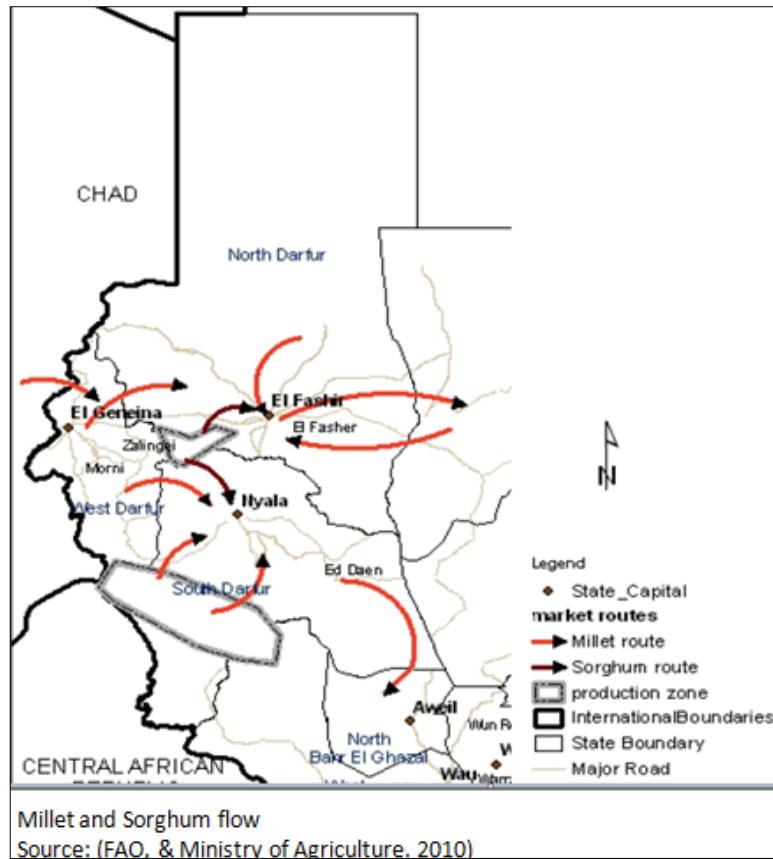 CHAD
North Darfur
El Fashir
El Geneina
El Fasher
Zalingei
Morni
West Darfur
Nyala
Ed Daen
South Darfur
Legend
State_Capital
market routes
Millet route
Sorghum route
production zone
InternationalBoundaries
State Boundary
Major Road
Aweil
North
Bahr El Ghazal
Wau
CENTRAL AFRICAN
Millet and Sorghum flow
Source: (FAO, & Ministry of Agriculture, 2010)